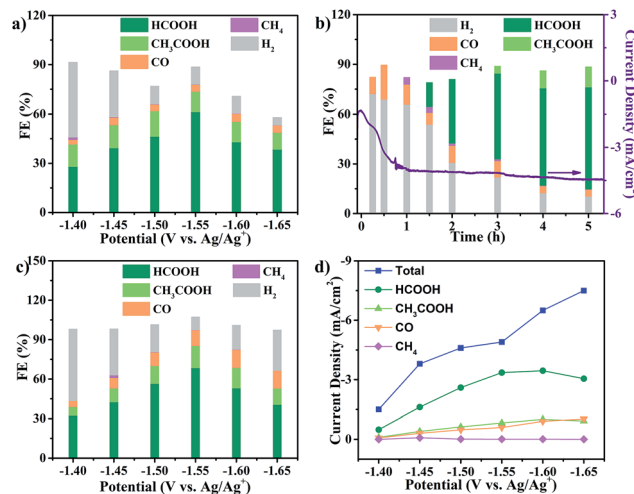 a)
HCOOH
CH₄
CH₃COOH
H₂
CO
FE (%)
120
90
60
30
0
-1.40 -1.45 -1.50 -1.55 -1.60 -1.65
Potential (V vs. Ag/Ag⁺)
b)
H₂
HCOOH
CO
CH₃COOH
CH₄
FE (%)
120
90
60
30
0
3
0
-3
-6
Current Density (mA/cm²)
0 1 2 3 4 5
Time (h)
c)
HCOOH
CH₄
CH₃COOH
H₂
CO
FE (%)
150
120
90
60
30
0
-1.40 -1.45 -1.50 -1.55 -1.60 -1.65
Potential (V vs. Ag/Ag⁺)
d)
Total
HCOOH
CH₃COOH
CO
CH₄
Current Density (mA/cm²)
-9
-6
-3
0
-1.40 -1.45 -1.50 -1.55 -1.60 -1.65
Potential (V vs. Ag/Ag⁺)